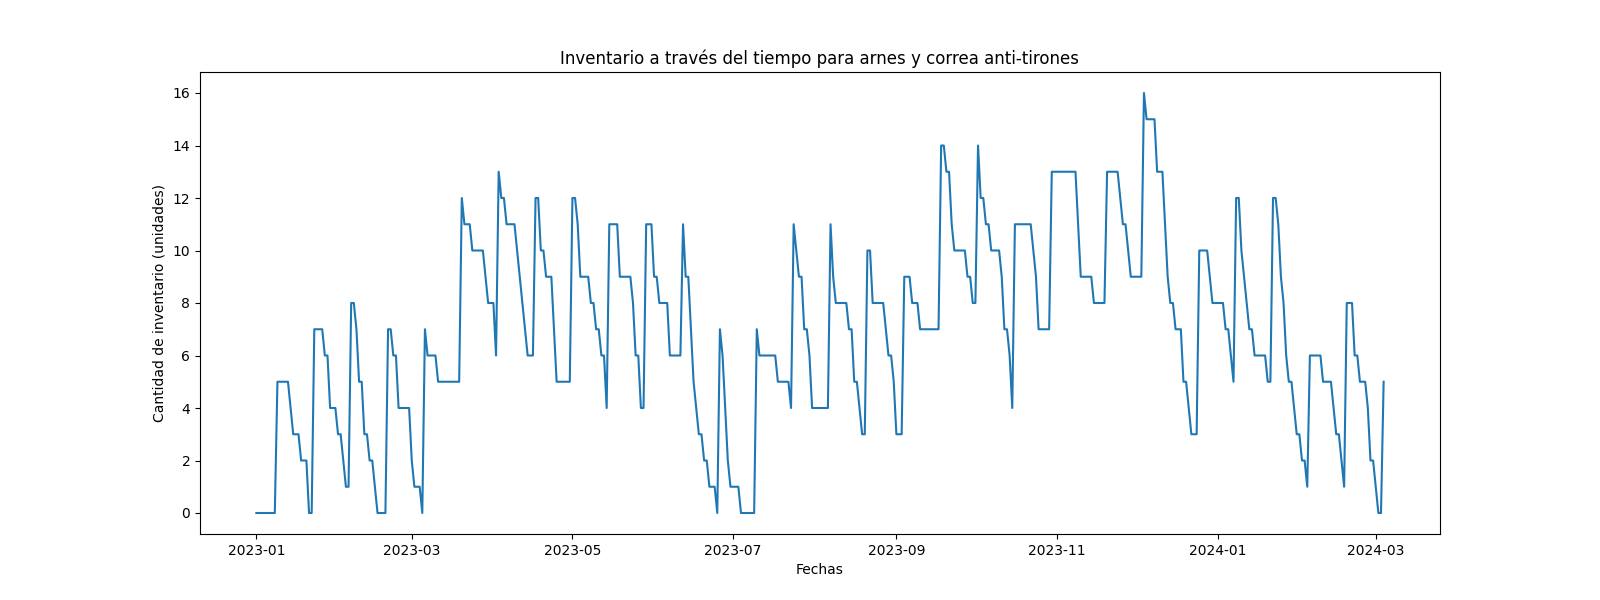 Inventario a través del tiempo para arnes y correa anti-tirones
Cantidad de inventario (unidades)
16
14
12
10
8
6
4
2
0
2023-01 2023-03 2023-05 2023-07 2023-09 2023-11 2024-01 2024-03
Fechas